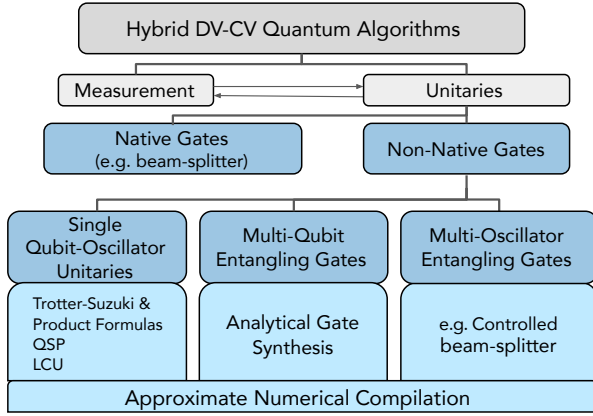 Hybrid DV-CV Quantum Algorithms
Measurement
Unitaries
Native Gates
(e.g. beam-splitter)
Non-Native Gates
Single
Qubit-Oscillator
Unitaries
Multi-Qubit
Entangling Gates
Multi-Oscillator
Entangling Gates
Trotter-Suzuki &
Product Formulas
QSP
LCU
Analytical Gate
Synthesis
e.g. Controlled
beam-splitter
Approximate Numerical Compilation